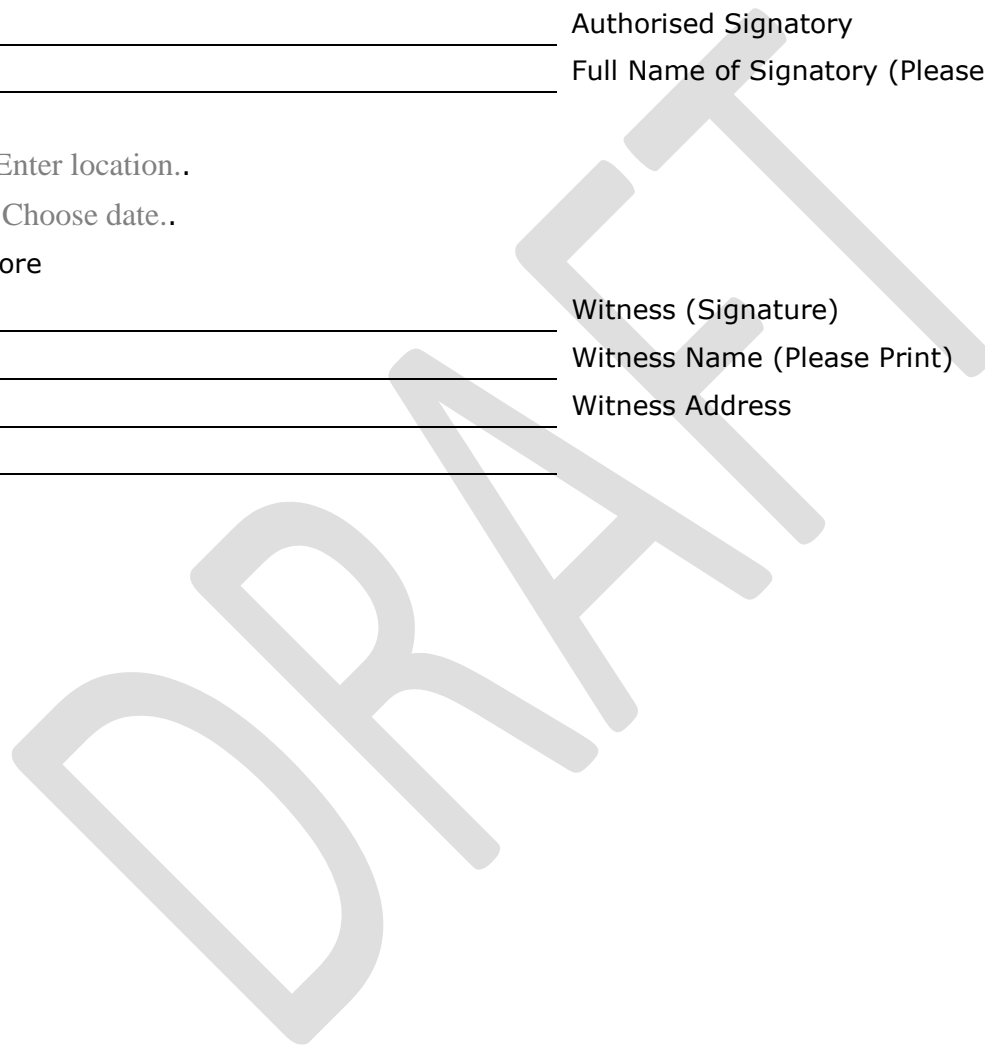 Authorised Signatory
Full Name of Signatory (Please
Enter location..
Choose date..
ore
Witness (Signature)
Witness Name (Please Print)
Witness Address
DRAFT